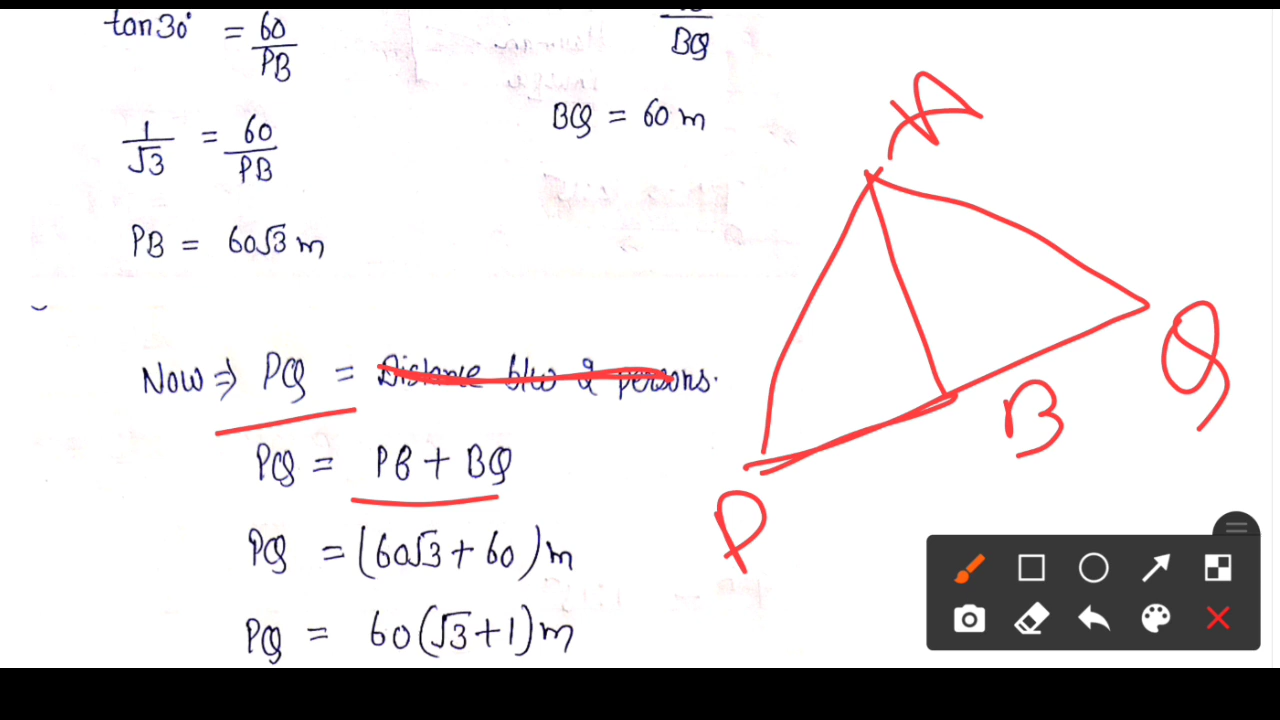 tan30° = 60/PB
BQ
1/√3 = 60/PB
BQ = 60 m
PB = 60√3 m
Now ⇒ PQ = Distance b/w 2 persons.
PQ = PB + BQ
PQ = (60√3 + 60)m
PQ = 60(√3+1)m
A
Q
B
P